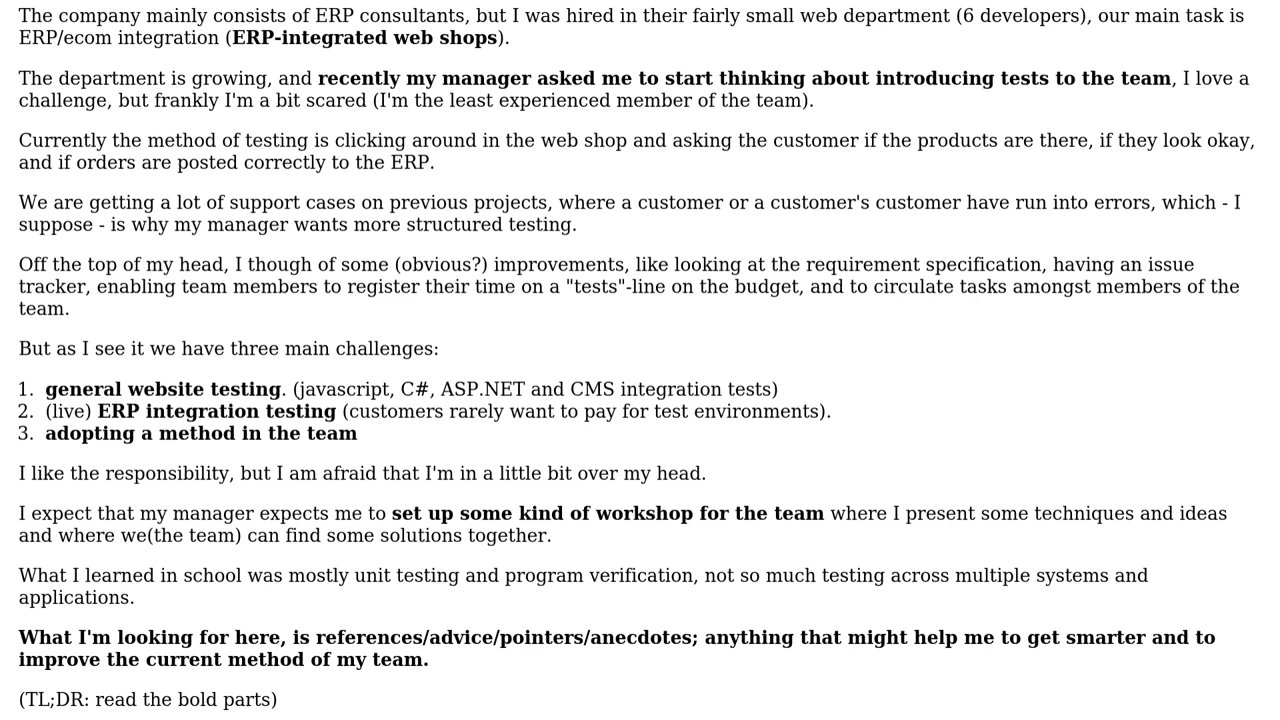 The company mainly consists of ERP consultants, but I was hired in their fairly small web department (6 developers), our main task is
ERP/ecom integration (ERP-integrated web shops).
The department is growing, and recently my manager asked me to start thinking about introducing tests to the team, I love a
challenge, but frankly I'm a bit scared (I'm the least experienced member of the team).
Currently the method of testing is clicking around in the web shop and asking the customer if the products are there, if they look okay,
and if orders are posted correctly to the ERP.
We are getting a lot of support cases on previous projects, where a customer or a customer's customer have run into errors, which - I
suppose - is why my manager wants more structured testing.
Off the top of my head, I though of some (obvious?) improvements, like looking at the requirement specification, having an issue
tracker, enabling team members to register their time on a "tests"-line on the budget, and to circulate tasks amongst members of the
team.
But as I see it we have three main challenges:
1. general website testing. (javascript, C#, ASP.NET and CMS integration tests)
2. (live) ERP integration testing (customers rarely want to pay for test environments).
3. adopting a method in the team
I like the responsibility, but I am afraid that I'm in a little bit over my head.
I expect that my manager expects me to set up some kind of workshop for the team where I present some techniques and ideas
and where we(the team) can find some solutions together.
What I learned in school was mostly unit testing and program verification, not so much testing across multiple systems and
applications.
What I'm looking for here, is references/advice/pointers/anecdotes; anything that might help me to get smarter and to
improve the current method of my team.
(TL;DR: read the bold parts)